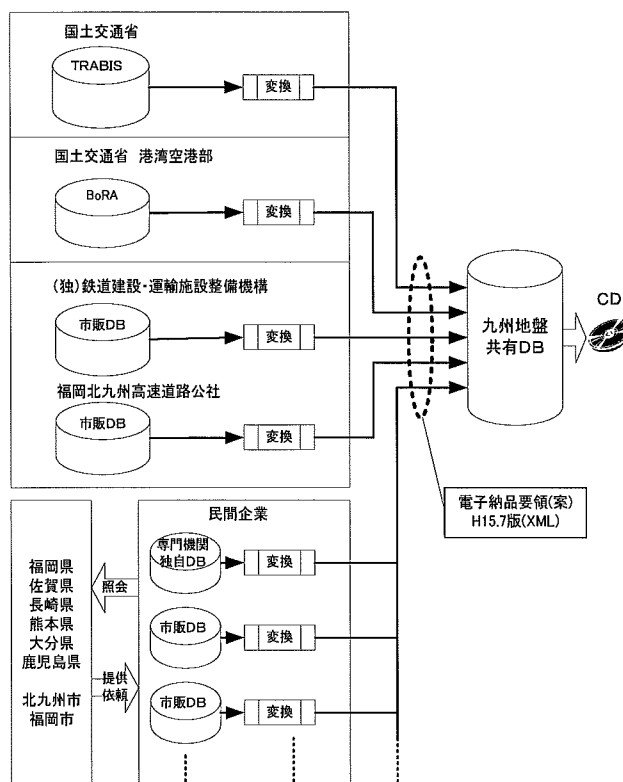 国土交通省
TRABIS
変換
国土交通省 港湾空港部
BoRA
変換
(独)鉄道建設・運輸施設整備機構
市販DB
変換
福岡北九州高速道路公社
市販DB
変換
九州地盤
共有DB
CD
電子納品要領(案)
H15.7版(XML)
民間企業
専門機関
独自DB
変換
市販DB
変換
市販DB
変換
照会
提供
依頼
福岡県
佐賀県
長崎県
熊本県
大分県
鹿児島県
北九州市
福岡市